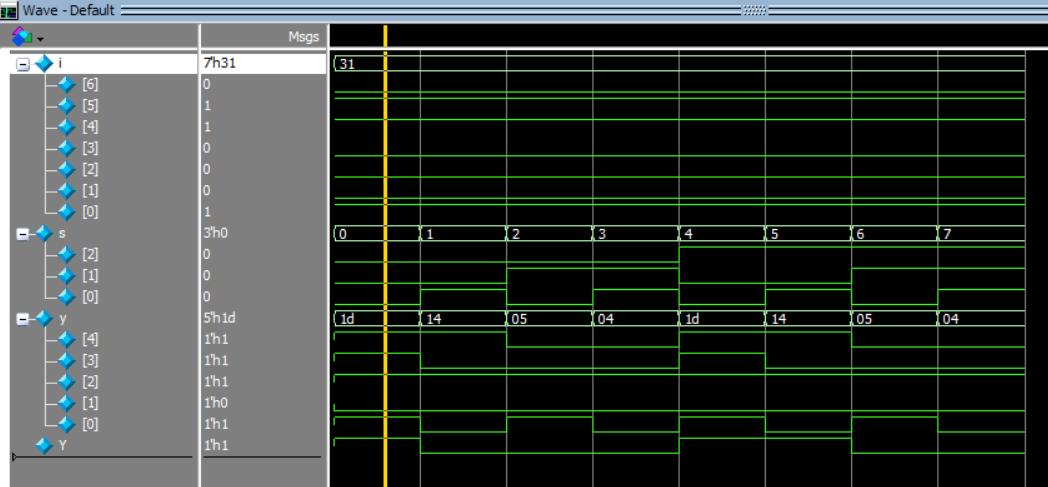 Wave - Default
Msgs
i 7'h31 31
[6] 0
[5] 1
[4] 1
[3] 0
[2] 0
[1] 0
[0] 1
s 3'h0 0 1 2 3 4 5 6 7
[2] 0
[1] 0
[0] 0
y 5'h1d 1d 14 05 04 1d 14 05 04
[4] 1'h1
[3] 1'h1
[2] 1'h1
[1] 1'h0
[0] 1'h1
Y 1'h1